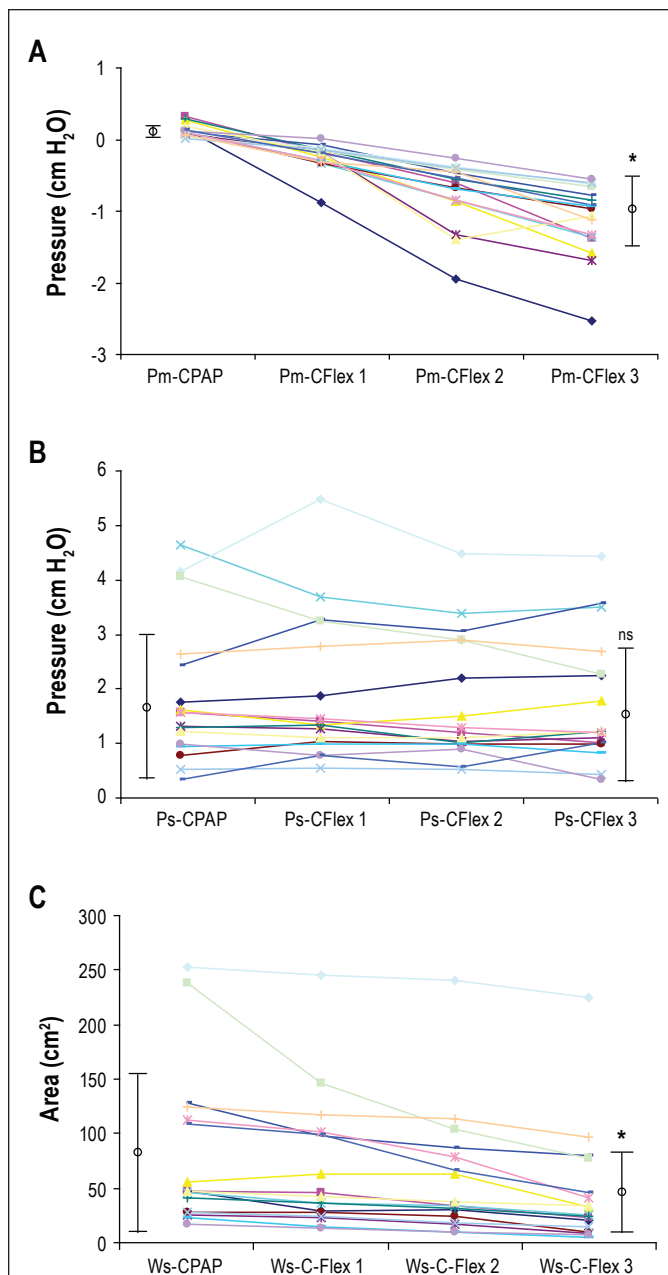 A
Pressure (cm H₂O)
1
0
-1
-2
-3
*
Pm-CPAP Pm-CFlex 1 Pm-CFlex 2 Pm-CFlex 3
B
Pressure (cm H₂O)
6
5
4
3
2
1
0
ns
Ps-CPAP Ps-CFlex 1 Ps-CFlex 2 Ps-CFlex 3
C
Area (cm²)
300
250
200
150
100
50
0
*
Ws-CPAP Ws-C-Flex 1 Ws-C-Flex 2 Ws-C-Flex 3